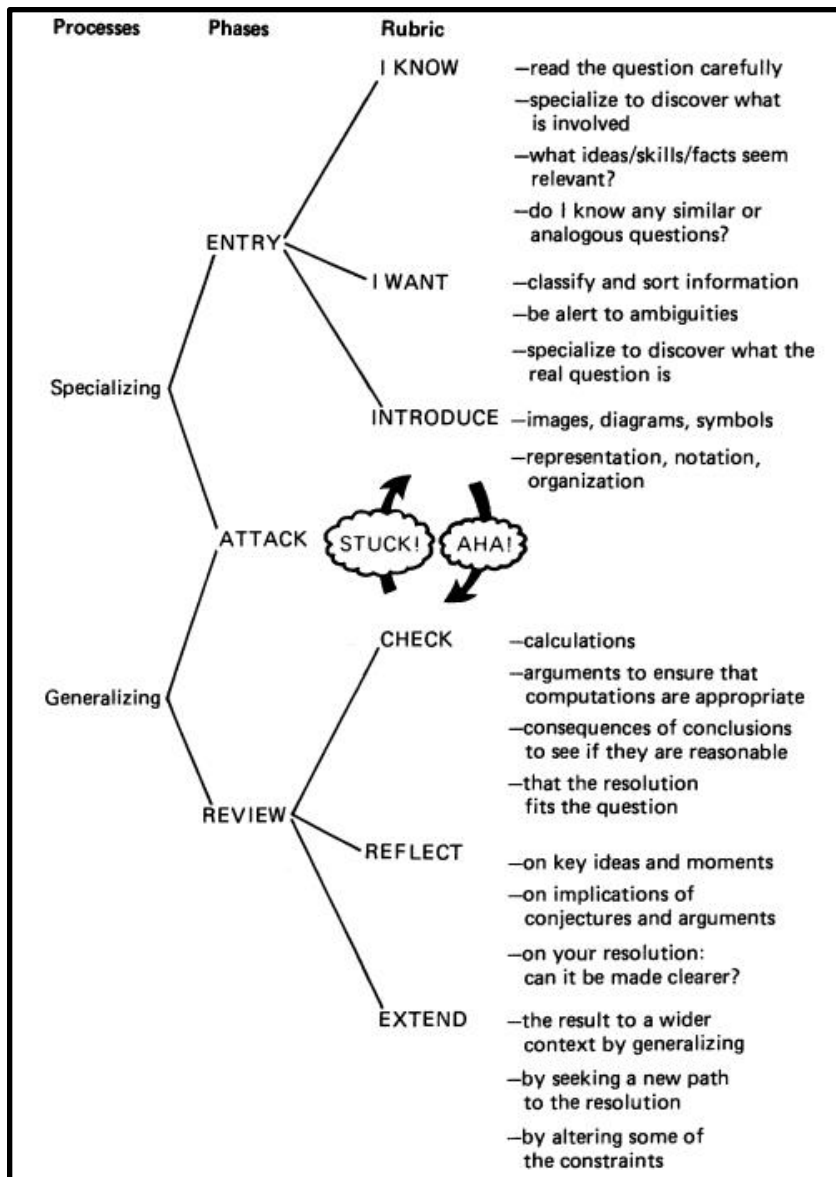 Processes Phases Rubric
I KNOW
—read the question carefully
—specialize to discover what
is involved
—what ideas/skills/facts seem
relevant?
—do I know any similar or
analogous questions?
ENTRY
I WANT
—classify and sort information
—be alert to ambiguities
—specialize to discover what the
real question is
Specializing
INTRODUCE
—images, diagrams, symbols
—representation, notation,
organization
ATTACK
STUCK!
AHA!
CHECK
—calculations
—arguments to ensure that
computations are appropriate
Generalizing
—consequences of conclusions
to see if they are reasonable
—that the resolution
fits the question
REVIEW
REFLECT
—on key ideas and moments
—on implications of
conjectures and arguments
—on your resolution:
can it be made clearer?
EXTEND
—the result to a wider
context by generalizing
—by seeking a new path
to the resolution
—by altering some of
the constraints